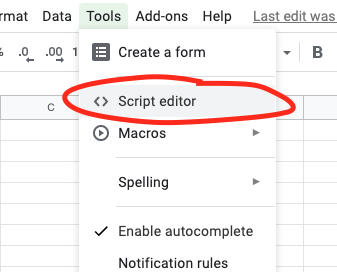 Format Data Tools Add-ons Help Last edit was
% .0 .00 B
Create a form
C
<> Script editor
Macros
Spelling
Enable autocomplete
Notification rules